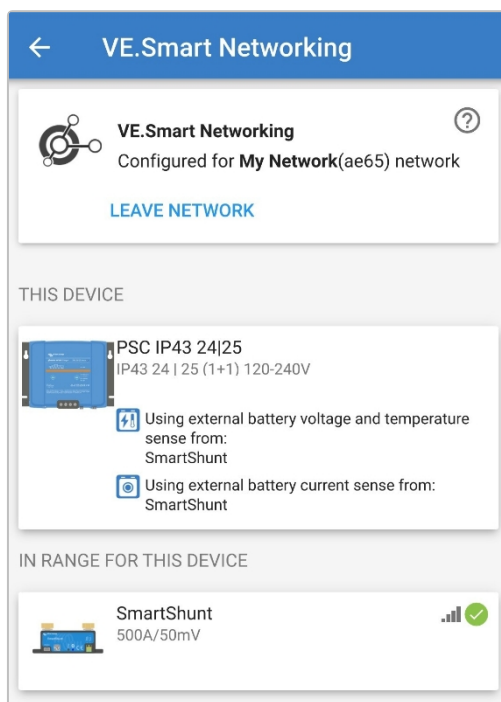 VE.Smart Networking
VE.Smart Networking
Configured for My Network(ae65) network
LEAVE NETWORK
THIS DEVICE
PSC IP43 24|25
IP43 24 | 25 (1+1) 120-240V
Using external battery voltage and temperature
sense from:
SmartShunt
Using external battery current sense from:
SmartShunt
IN RANGE FOR THIS DEVICE
SmartShunt
500A/50mV